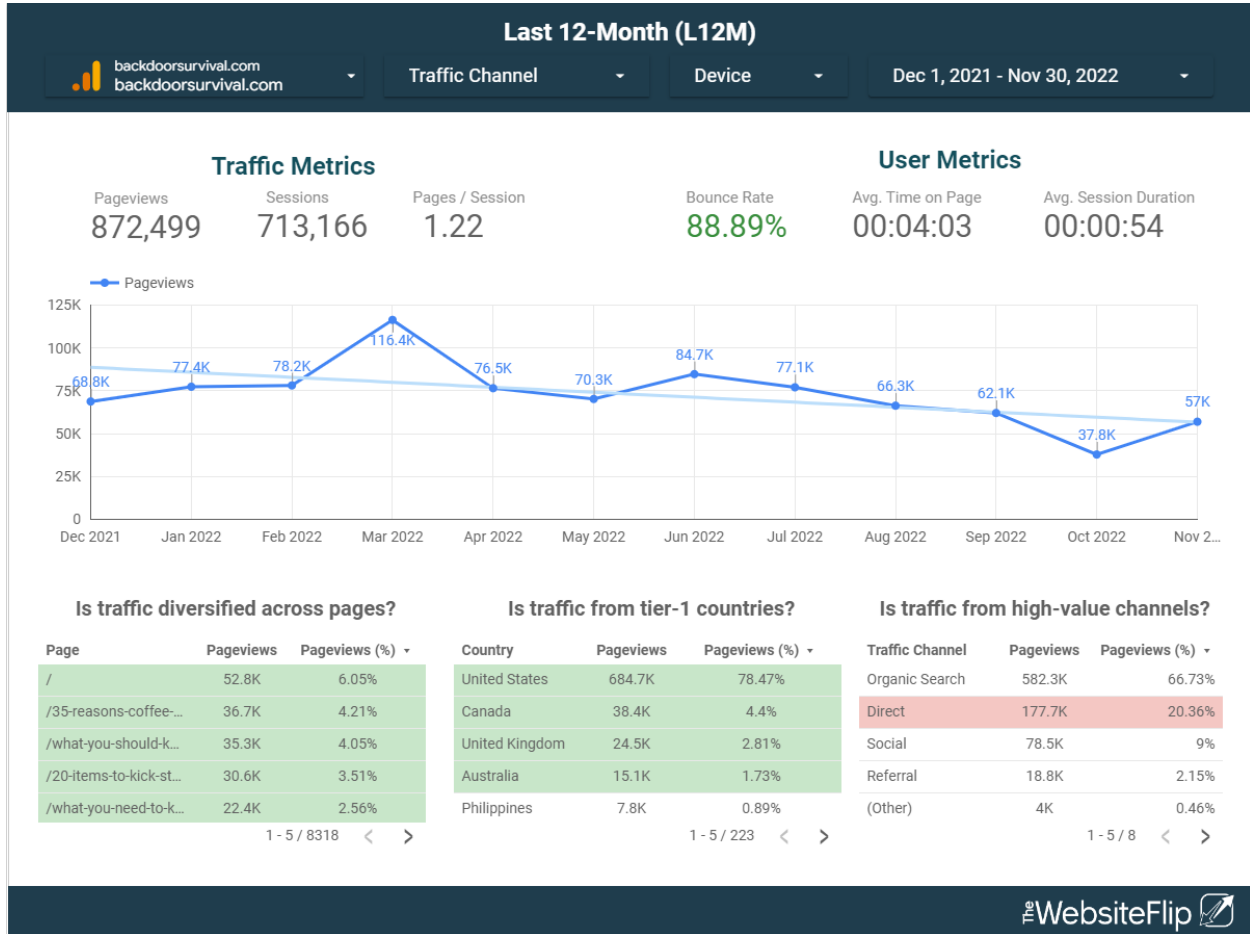 Last 12-Month (L12M)
backdoorsurvival.com
backdoorsurvival.com
Traffic Channel
Device
Dec 1, 2021 - Nov 30, 2022
Traffic Metrics
Pageviews Sessions Pages / Session
872,499 713,166 1.22
User Metrics
Bounce Rate Avg. Time on Page Avg. Session Duration
88.89% 00:04:03 00:00:54
Pageviews
125K
100K
75K
50K
25K
0
68.8K 77.4K 78.2K 116.4K 76.5K 70.3K 84.7K 77.1K 66.3K 62.1K 37.8K 57K
Dec 2021 Jan 2022 Feb 2022 Mar 2022 Apr 2022 May 2022 Jun 2022 Jul 2022 Aug 2022 Sep 2022 Oct 2022 Nov 2...
Is traffic diversified across pages?
Page Pageviews Pageviews (%)
/ 52.8K 6.05%
/35-reasons-coffee-... 36.7K 4.21%
/what-you-should-k... 35.3K 4.05%
/20-items-to-kick-st... 30.6K 3.51%
/what-you-need-to-k... 22.4K 2.56%
1 - 5 / 8318
Is traffic from tier-1 countries?
Country Pageviews Pageviews (%)
United States 684.7K 78.47%
Canada 38.4K 4.4%
United Kingdom 24.5K 2.81%
Australia 15.1K 1.73%
Philippines 7.8K 0.89%
1 - 5 / 223
Is traffic from high-value channels?
Traffic Channel Pageviews Pageviews (%)
Organic Search 582.3K 66.73%
Direct 177.7K 20.36%
Social 78.5K 9%
Referral 18.8K 2.15%
(Other) 4K 0.46%
1 - 5 / 8
The WebsiteFlip